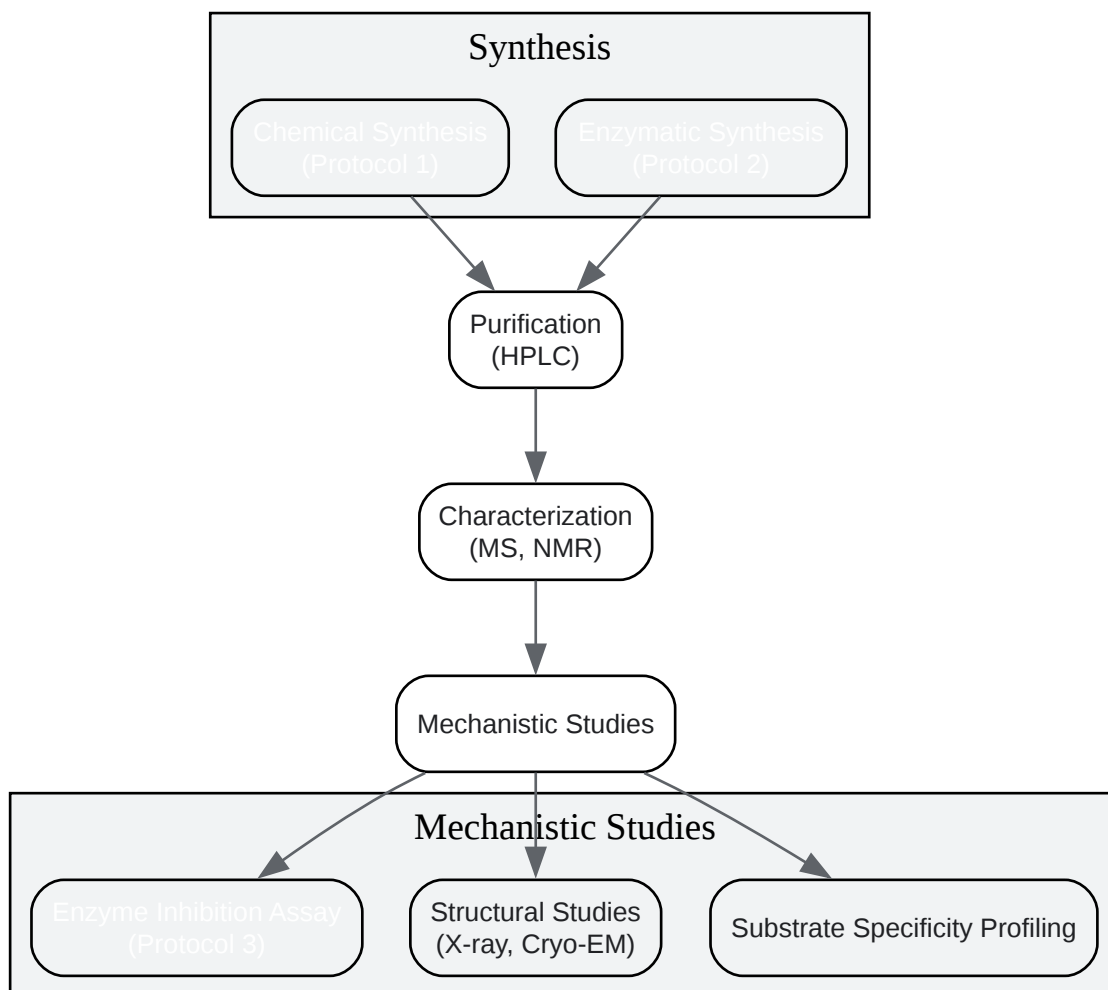 Synthesis
Chemical Synthesis
(Protocol 1)
Enzymatic Synthesis
(Protocol 2)
Purification
(HPLC)
Characterization
(MS, NMR)
Mechanistic Studies
Mechanistic Studies
Enzyme Inhibition Assay
(Protocol 3)
Structural Studies
(X-ray, Cryo-EM)
Substrate Specificity Profiling